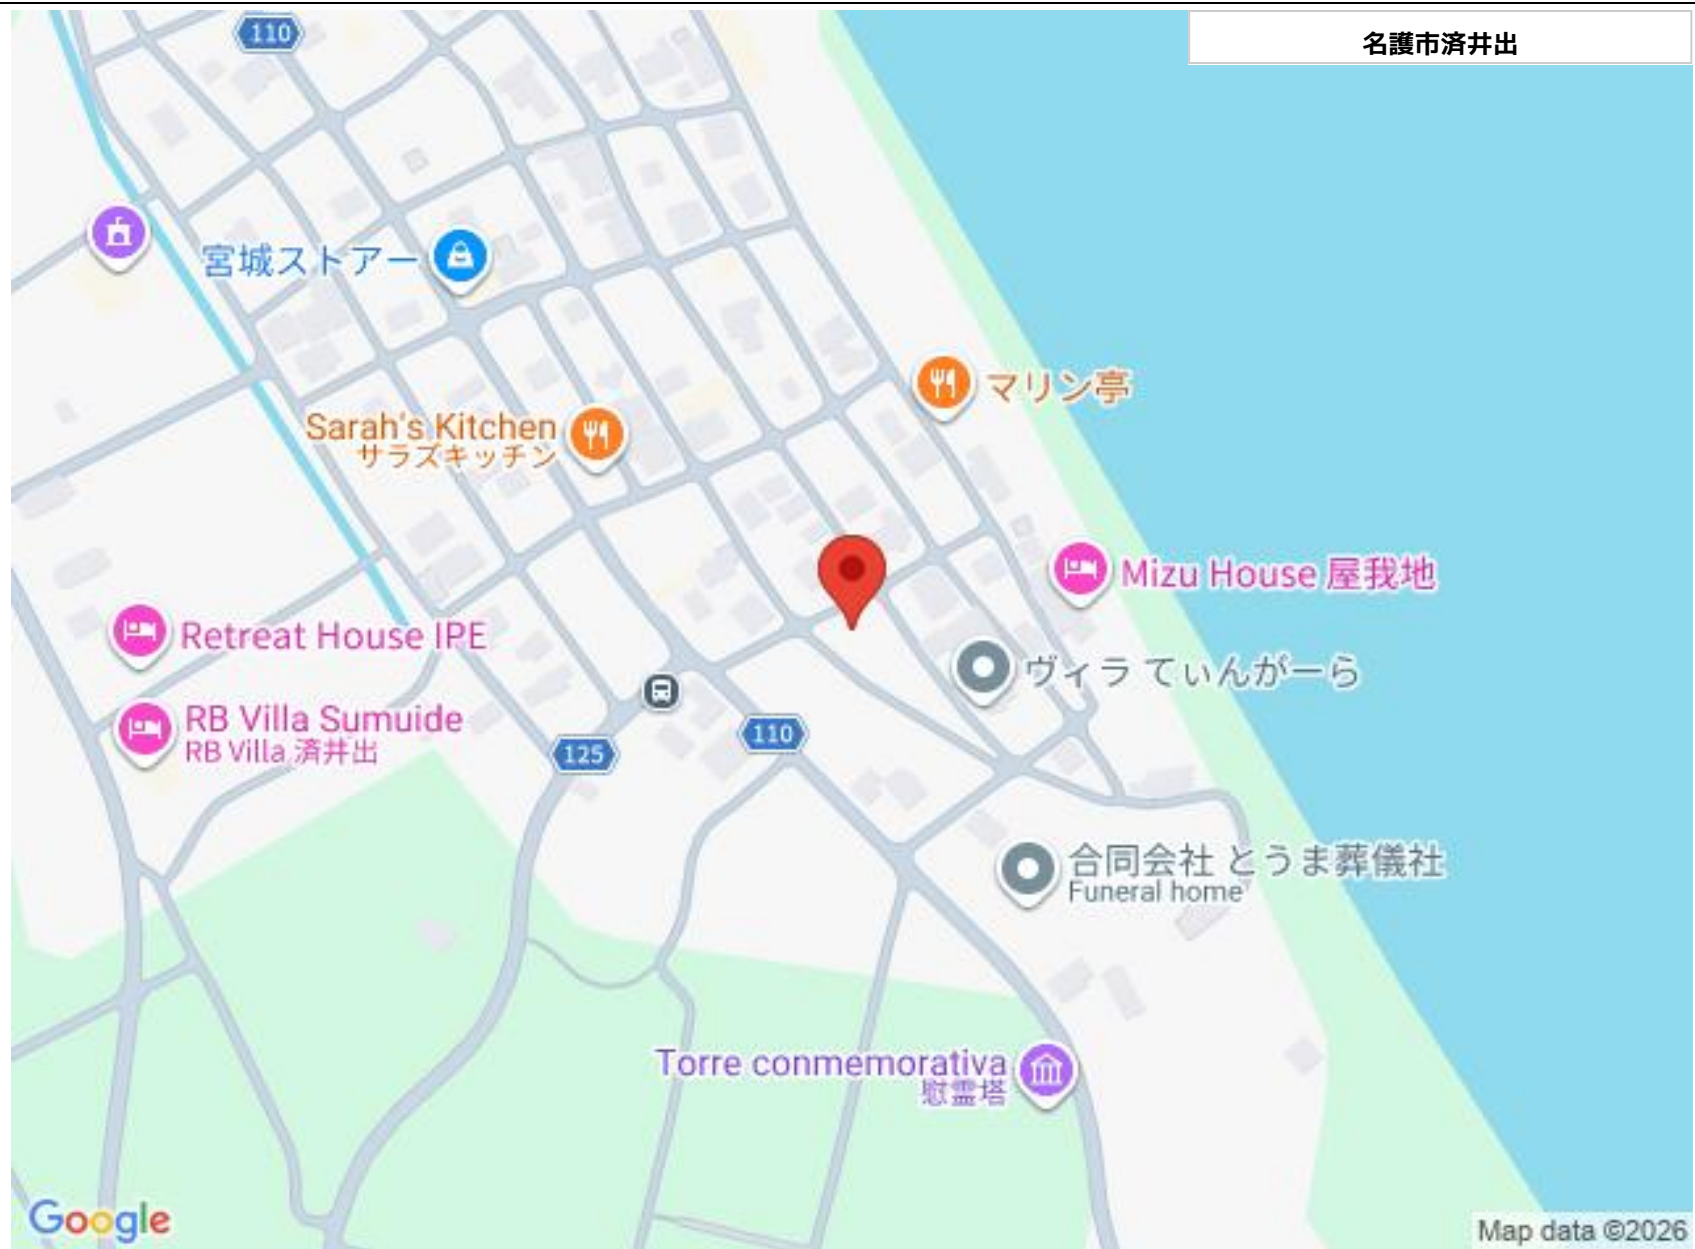 110
名護市済井出
宮城ストアー
マリン亭
Sarah's Kitchen
サラズキッチン
Mizu House 屋我地
Retreat House IPE
ヴィラ てぃんがーら
RB Villa Sumuide
RB Villa 済井出
110
125
合同会社 とうま葬儀社
Funeral home
Torre conmemorativa
慰霊塔
Google
Map data ©2026